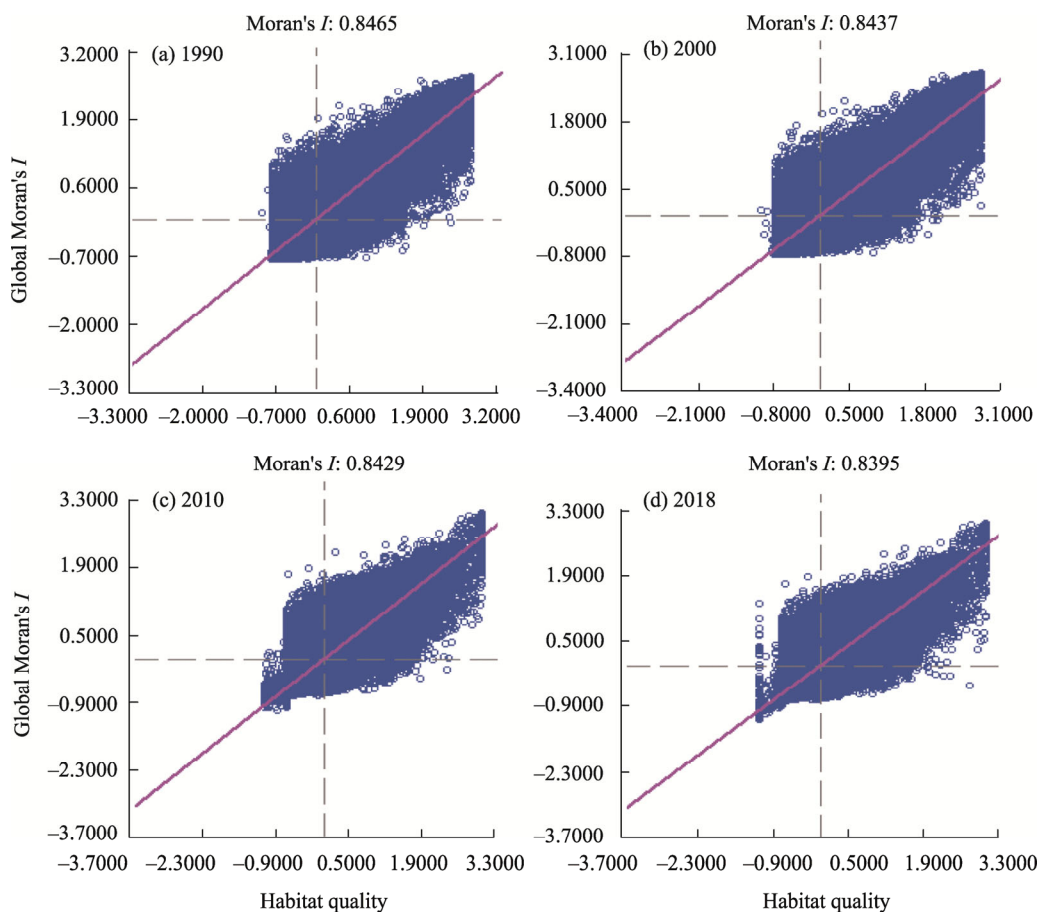 Moran's I: 0.8465
(a) 1990
3.2000
1.9000
0.6000
−0.7000
−2.0000
−3.3000
−3.3000 −2.0000 −0.7000 0.6000 1.9000 3.2000
Global Moran's I
Moran's I: 0.8437
(b) 2000
3.1000
1.8000
0.5000
−0.8000
−2.1000
−3.4000
−3.4000 −2.1000 −0.8000 0.5000 1.8000 3.1000
Moran's I: 0.8429
(c) 2010
3.3000
1.9000
0.5000
−0.9000
−2.3000
−3.7000
−3.7000 −2.3000 −0.9000 0.5000 1.9000 3.3000
Global Moran's I
Habitat quality
Moran's I: 0.8395
(d) 2018
3.3000
1.9000
0.5000
−0.9000
−2.3000
−3.7000
−3.7000 −2.3000 −0.9000 0.5000 1.9000 3.3000
Habitat quality